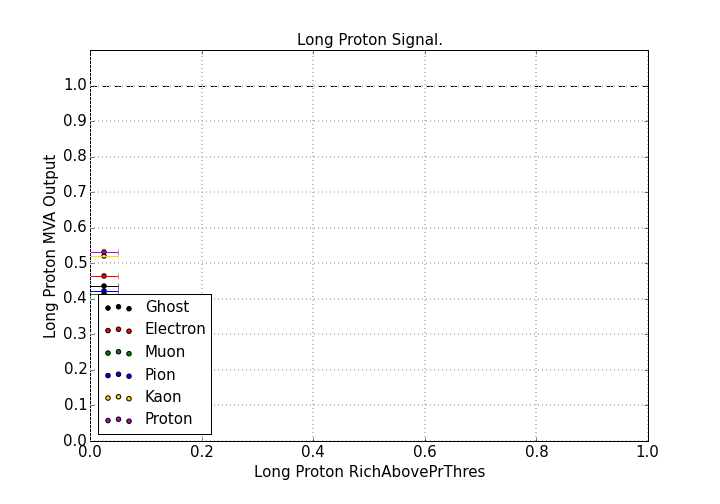 Long Proton Signal.
Long Proton MVA Output
1.0
0.9
0.8
0.7
0.6
0.5
0.4
0.3
0.2
0.1
0.0
Ghost
Electron
Muon
Pion
Kaon
Proton
0.0 0.2 0.4 0.6 0.8 1.0
Long Proton RichAbovePrThres